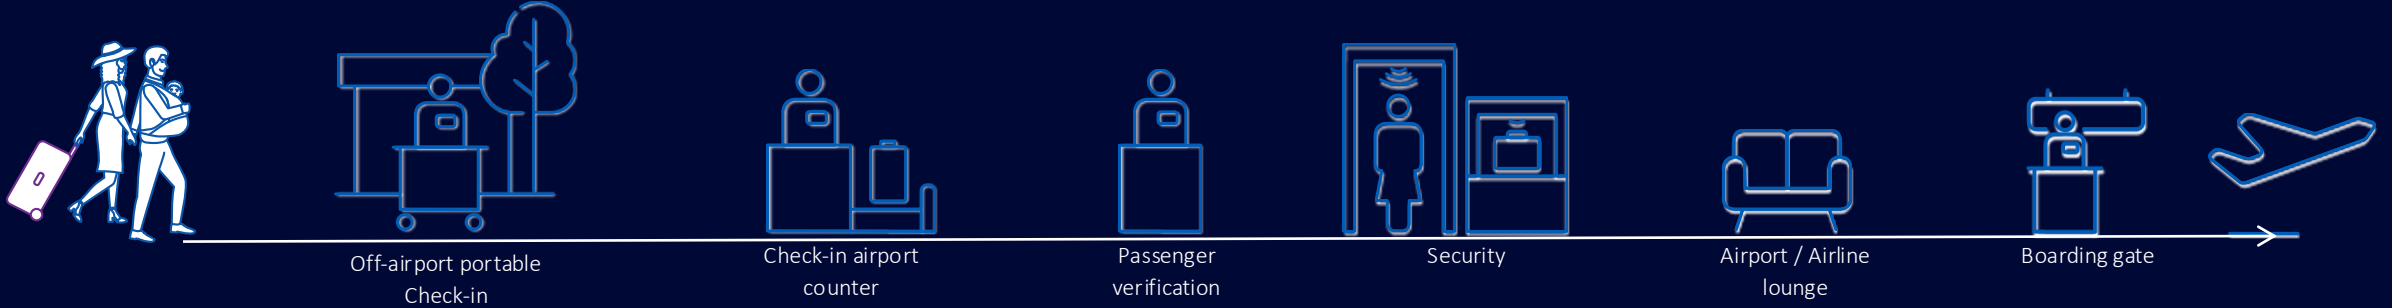 Off-airport portable
Check-in
Check-in airport
counter
Passenger
verification
Security
Airport / Airline
lounge
Boarding gate